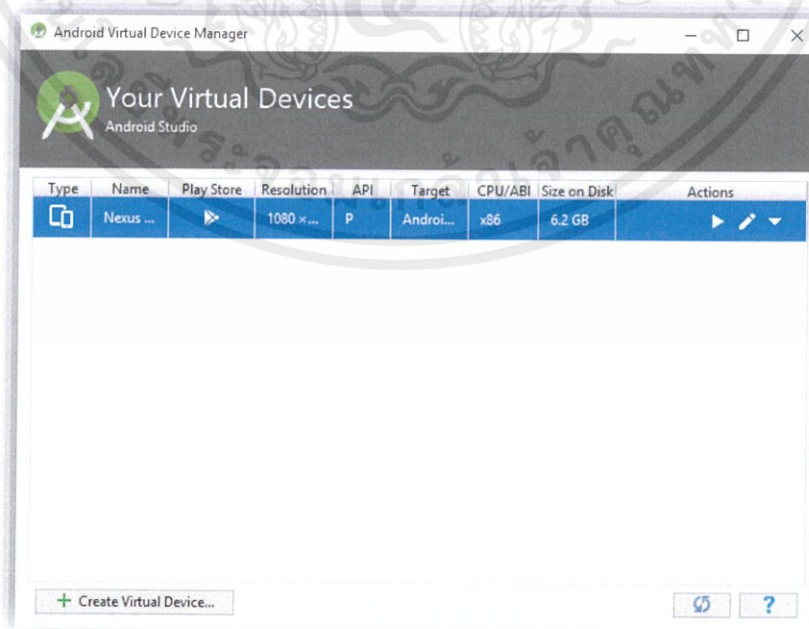 Android Virtual Device Manager
Your Virtual Devices
Android Studio
Type Name Play Store Resolution API Target CPU/ABI Size on Disk Actions
Nexus ... 1080 ×... P Androi... x86 6.2 GB
+ Create Virtual Device...
?